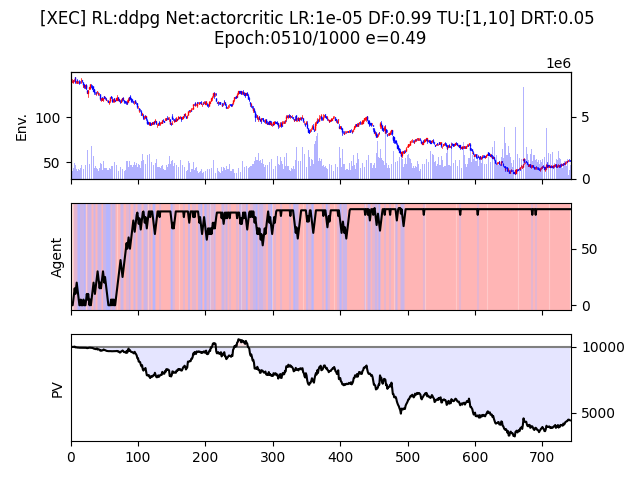 [XEC] RL:ddpg Net:actorcritic LR:1e-05 DF:0.99 TU:[1,10] DRT:0.05
Epoch:0510/1000 e=0.49
1e6
Env.
100
50
5
0
Agent
50
0
PV
10000
5000
0 100 200 300 400 500 600 700